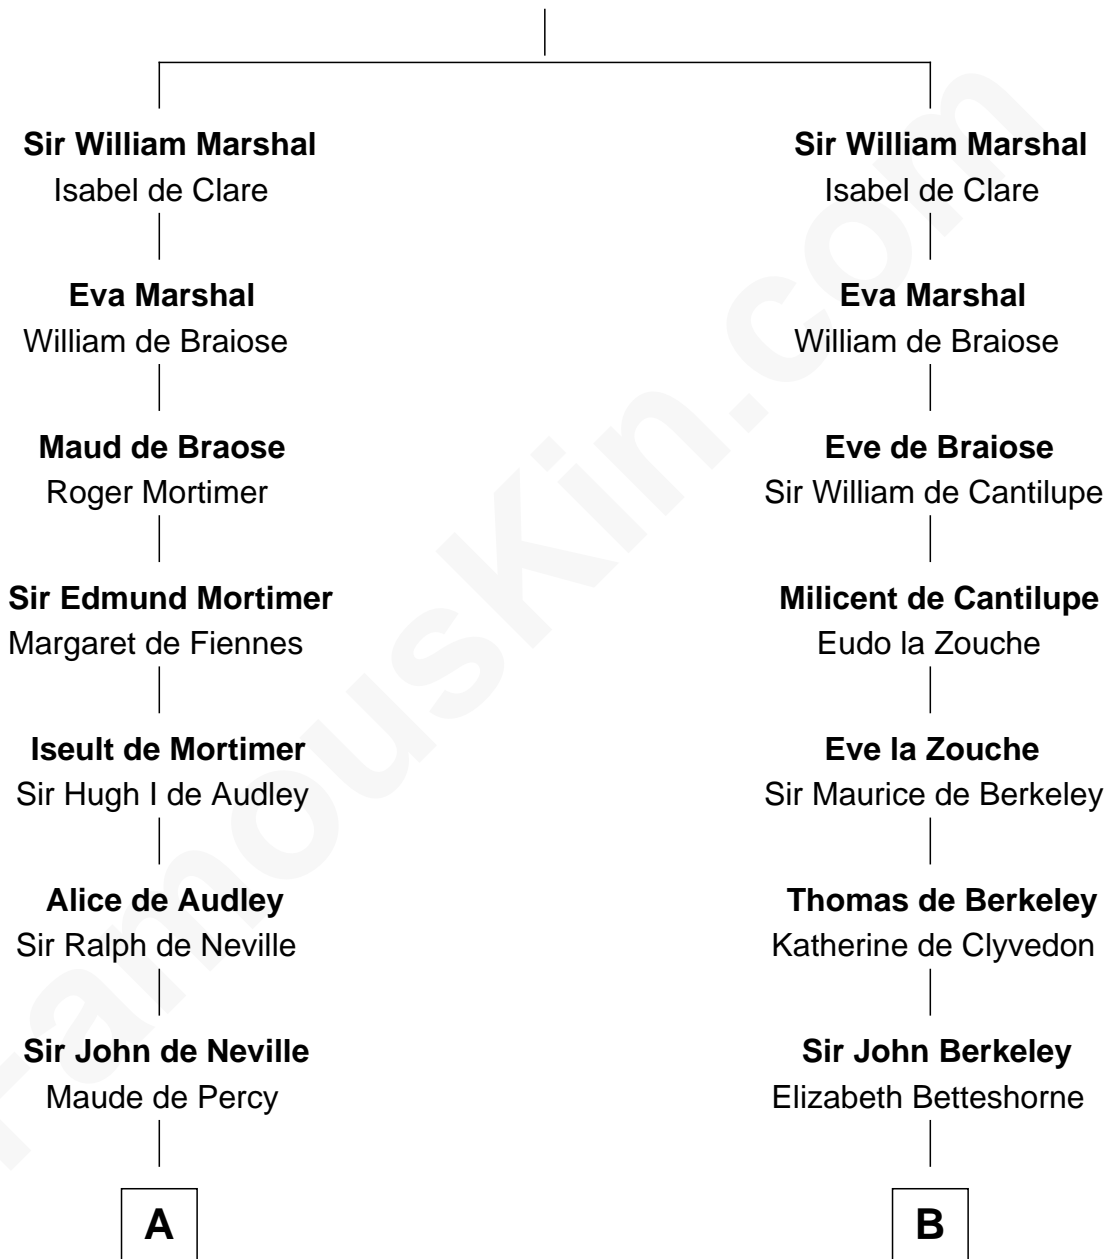 Sir William Marshal
Isabel de Clare
Eva Marshal
William de Braiose
Maud de Braose
Roger Mortimer
Sir Edmund Mortimer
Margaret de Fiennes
Iseult de Mortimer
Sir Hugh I de Audley
Alice de Audley
Sir Ralph de Neville
Sir John de Neville
Maude de Percy
A
Sir William Marshal
Isabel de Clare
Eva Marshal
William de Braiose
Eve de Braiose
Sir William de Cantilupe
Milicent de Cantilupe
Eudo la Zouche
Eve la Zouche
Sir Maurice de Berkeley
Thomas de Berkeley
Katherine de Clyvedon
Sir John Berkeley
Elizabeth Betteshorne
B
FamousKin.com